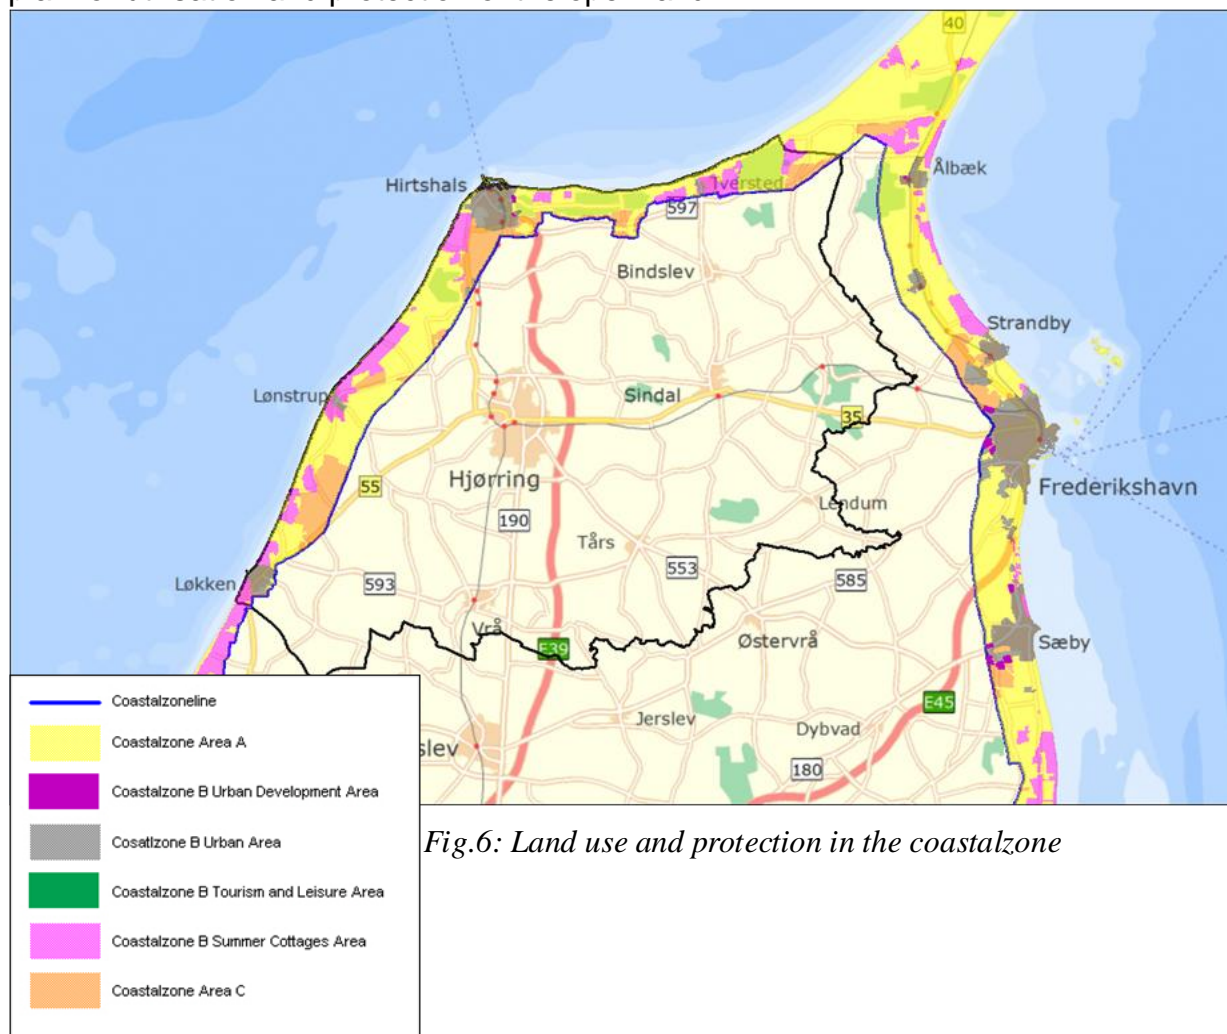 40
Ålbæk
Hirtshals
Tversted
597
Bindslev
Strandby
Lønstrup
Sindal
35
Hjørring
55
Frederikshavn
190
Lendum
Tårs
553
Løkken
593
585
Vrå
Østervrå
E39
Sæby
E45
Jerslev
Dybvad
slev
180
Coastalzoneline
Coastalzone Area A
Coastalzone B Urban Development Area
Cosatlzone B Urban Area
Coastalzone B Tourism and Leisure Area
Coastalzone B Summer Cottages Area
Coastalzone Area C
Fig.6: Land use and protection in the coastalzone